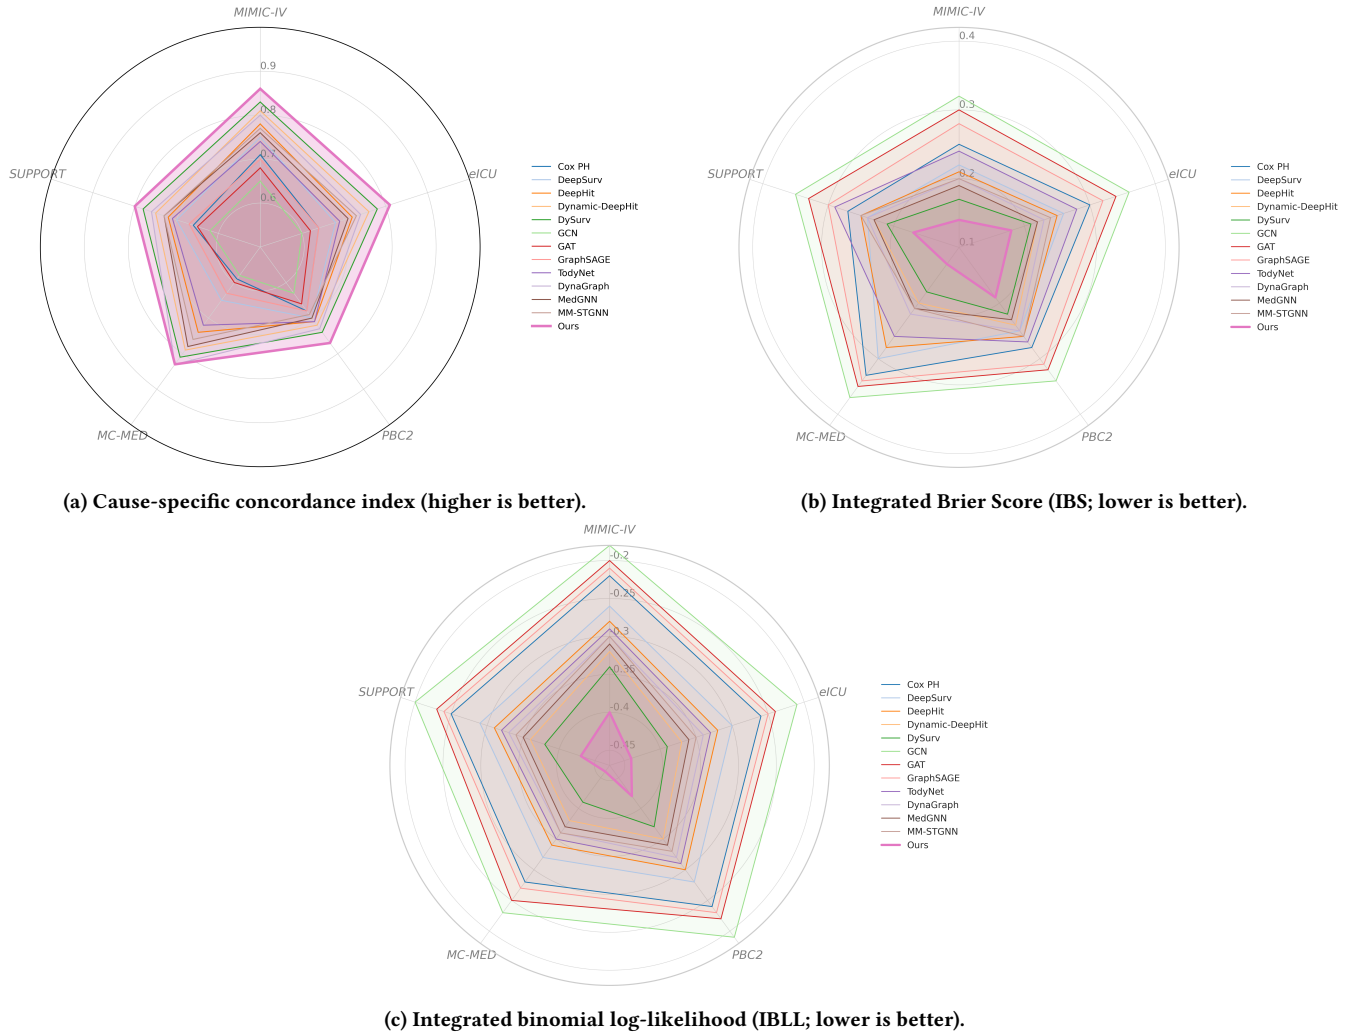 MIMIC-IV
0.9
0.8
0.7
0.6
SUPPORT
eICU
MC-MED
PBC2
Cox PH
DeepSurv
DeepHit
Dynamic-DeepHit
DySurv
GCN
GAT
GraphSAGE
TodyNet
DynaGraph
MedGNN
MM-STGNN
Ours
(a) Cause-specific concordance index (higher is better).
MIMIC-IV
0.4
0.3
0.2
0.1
SUPPORT
eICU
MC-MED
PBC2
Cox PH
DeepSurv
DeepHit
Dynamic-DeepHit
DySurv
GCN
GAT
GraphSAGE
TodyNet
DynaGraph
MedGNN
MM-STGNN
Ours
(b) Integrated Brier Score (IBS; lower is better).
MIMIC-IV
-0.2
-0.25
-0.3
-0.35
-0.4
-0.45
SUPPORT
eICU
MC-MED
PBC2
Cox PH
DeepSurv
DeepHit
Dynamic-DeepHit
DySurv
GCN
GAT
GraphSAGE
TodyNet
DynaGraph
MedGNN
MM-STGNN
Ours
(c) Integrated binomial log-likelihood (IBLL; lower is better).